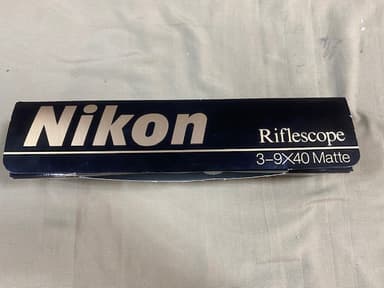 Nikon
Riflescope
3-9X40 Matte